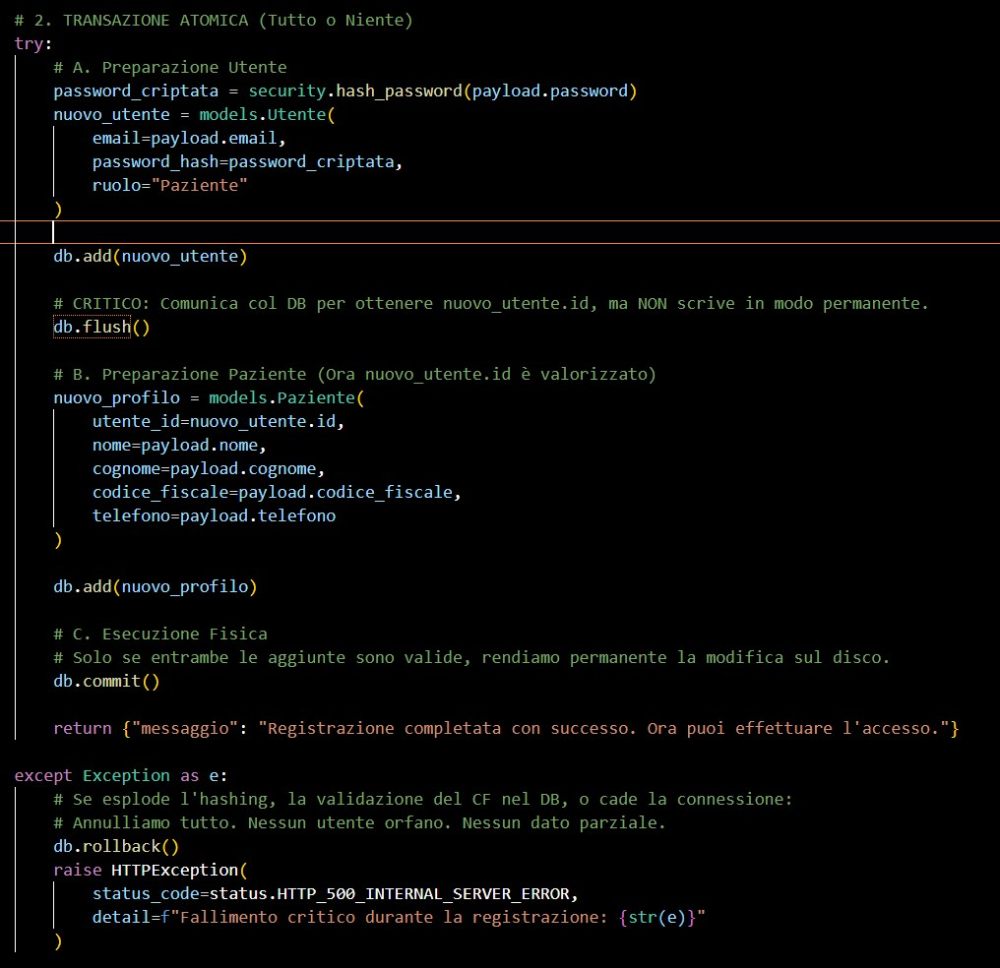 # 2. TRANSAZIONE ATOMICA (Tutto o Niente)
try:
    # A. Preparazione Utente
    password_criptata = security.hash_password(payload.password)
    nuovo_utente = models.Utente(
        email=payload.email,
        password_hash=password_criptata,
        ruolo="Paziente"
    )
    db.add(nuovo_utente)
    # CRITICO: Comunica col DB per ottenere nuovo_utente.id, ma NON scrive in modo permanente.
    db.flush()
    # B. Preparazione Paziente (Ora nuovo_utente.id è valorizzato)
    nuovo_profilo = models.Paziente(
        utente_id=nuovo_utente.id,
        nome=payload.nome,
        cognome=payload.cognome,
        codice_fiscale=payload.codice_fiscale,
        telefono=payload.telefono
    )
    db.add(nuovo_profilo)
    # C. Esecuzione Fisica
    # Solo se entrambe le aggiunte sono valide, rendiamo permanente la modifica sul disco.
    db.commit()
    return {"messaggio": "Registrazione completata con successo. Ora puoi effettuare l'accesso."}
except Exception as e:
    # Se esplode l'hashing, la validazione del CF nel DB, o cade la connessione:
    # Annulliamo tutto. Nessun utente orfano. Nessun dato parziale.
    db.rollback()
    raise HTTPException(
        status_code=status.HTTP_500_INTERNAL_SERVER_ERROR,
        detail=f"Fallimento critico durante la registrazione: {str(e)}"
    )